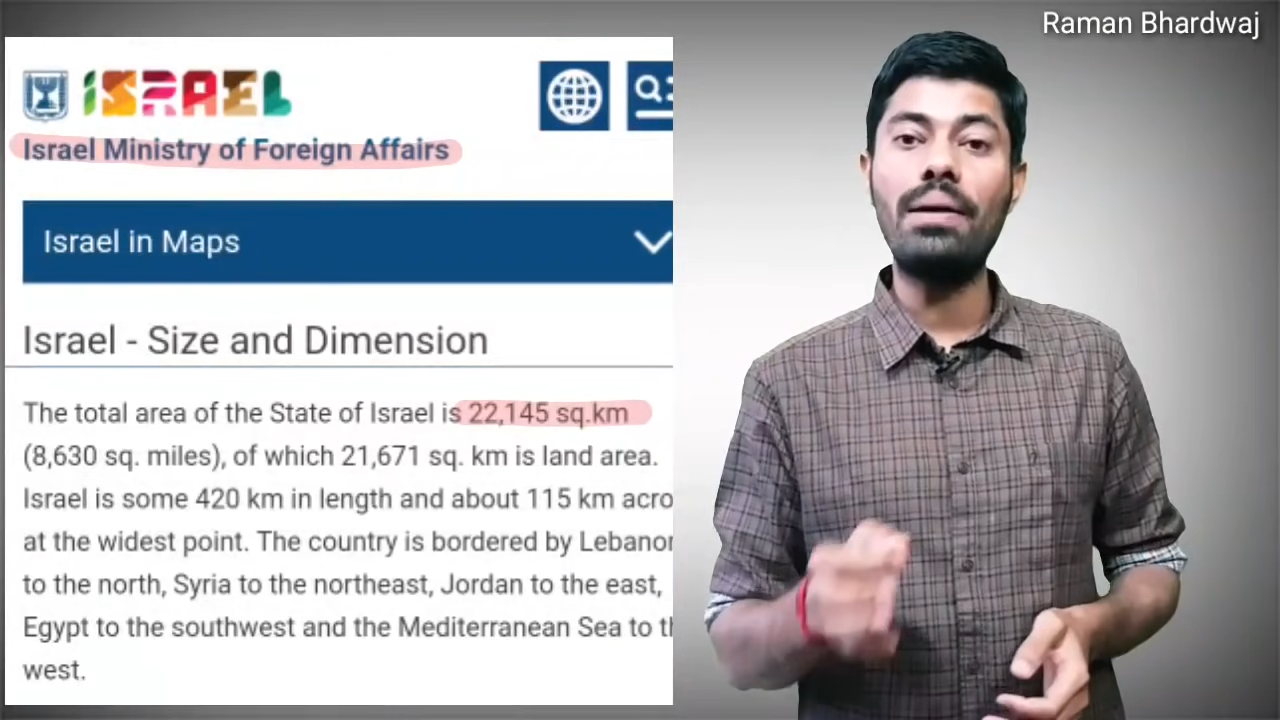 Raman Bhardwaj
ISRAEL
Israel Ministry of Foreign Affairs
Israel in Maps
Israel - Size and Dimension
The total area of the State of Israel is 22,145 sq.km
(8,630 sq. miles), of which 21,671 sq. km is land area.
Israel is some 420 km in length and about 115 km acro
at the widest point. The country is bordered by Lebanon
to the north, Syria to the northeast, Jordan to the east,
Egypt to the southwest and the Mediterranean Sea to th
west.